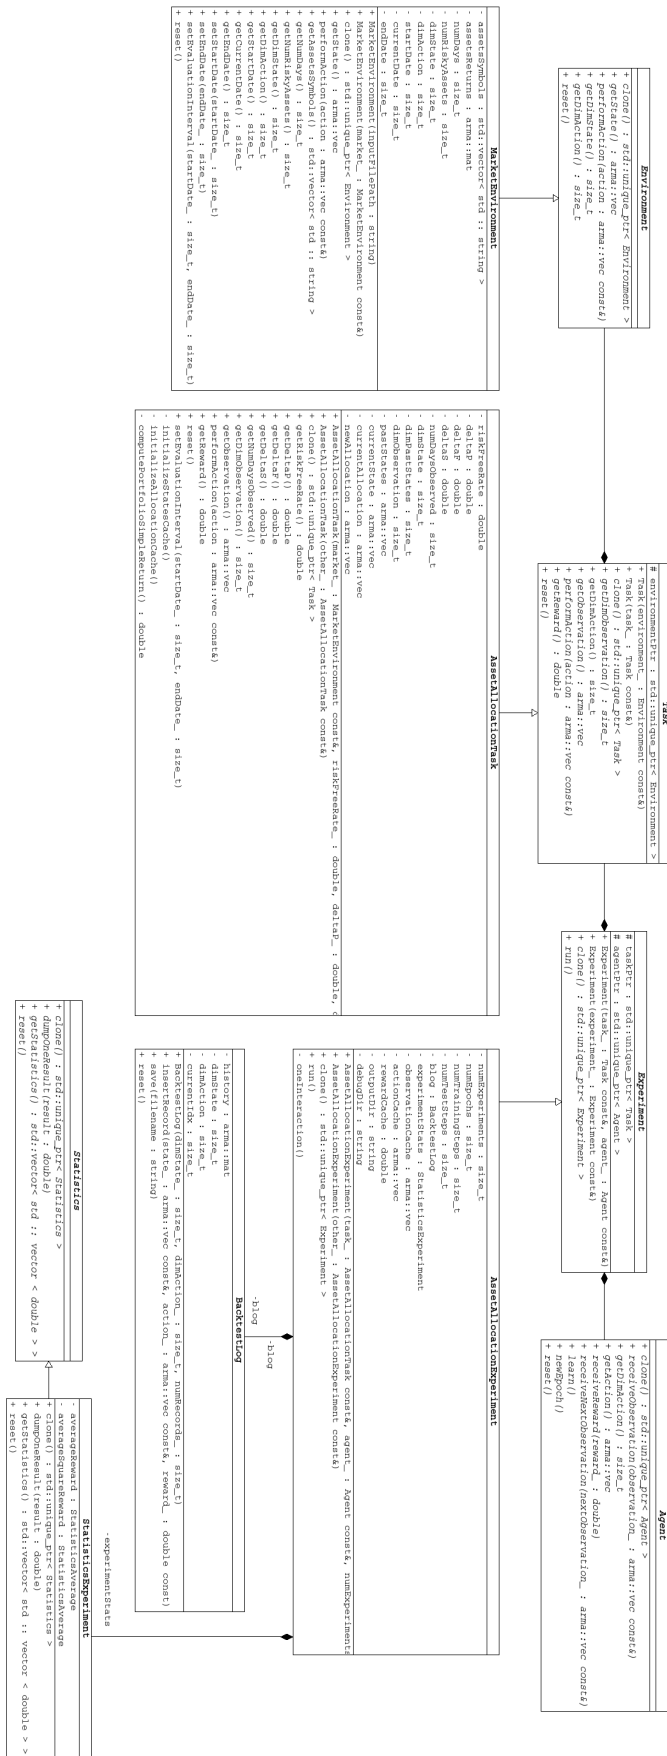 Environment
+ clone() : std::unique_ptr< Environment >
+ getState() : arma::vec
+ performAction(action : arma::vec const&)
+ getDimState() : size_t
+ getDimAction() : size_t
+ reset()
Task
# environmentPtr : std::unique_ptr< Environment >
+ Task(environment_ : Environment const&)
+ Task(task_ : Task const&)
+ clone() : std::unique_ptr< Task >
+ getDimObservation() : size_t
+ getDimAction() : size_t
+ getObservation() : arma::vec
+ performAction(action : arma::vec const&)
+ getReward() : double
+ reset()
Experiment
# taskPtr : std::unique_ptr< Task >
# agentPtr : std::unique_ptr< Agent >
+ Experiment(task_ : Task const&, agent_ : Agent const&)
+ Experiment(experiment_ : Experiment const&)
+ clone() : std::unique_ptr< Experiment >
+ run()
Agent
+ clone() : std::unique_ptr< Agent >
+ receiveObservation(observation_ : arma::vec const&)
+ getDimAction() : size_t
+ getAction() : arma::vec
+ receiveReward(reward_ : double)
+ receiveNextObservation(nextObservation_ : arma::vec const&)
+ learn()
+ newEpoch()
+ reset()
MarketEnvironment
- assetsSymbols : std::vector< std :: string >
- assetsReturns : arma::mat
- numDays : size_t
- numRiskyAssets : size_t
- dimState : size_t
- dimAction : size_t
- startDate : size_t
- currentDate : size_t
- endDate : size_t
+ MarketEnvironment(inputFilePath : string)
+ MarketEnvironment(market_ : MarketEnvironment const&)
+ clone() : std::unique_ptr< Environment >
+ getState() : arma::vec
+ performAction(action : arma::vec const&)
+ getAssetsSymbols() : std::vector< std :: string >
+ getNumDays() : size_t
+ getNumRiskyAssets() : size_t
+ getDimState() : size_t
+ getDimAction() : size_t
+ getStartDate() : size_t
+ getCurrentDate() : size_t
+ getEndDate() : size_t
+ setStartDate(startDate_ : size_t)
+ setEndDate(endDate_ : size_t)
+ setEvaluationInterval(startDate_ : size_t, endDate_ : size_t)
+ reset()
AssetAllocationTask
- riskFreeRate : double
- deltaP : double
- deltaF : double
- deltaS : double
- numDaysObserved : size_t
- dimState : size_t
- dimPastStates : size_t
- dimObservation : size_t
- pastStates : arma::vec
- currentState : arma::vec
- currentAllocation : arma::vec
- newAllocation : arma::vec
+ AssetAllocationTask(market_ : MarketEnvironment const&, riskFreeRate_ : double, deltaP_ : double,
+ AssetAllocationTask(other_ : AssetAllocationTask const&)
+ clone() : std::unique_ptr< Task >
+ getRiskFreeRate() : double
+ getDeltaP() : double
+ getDeltaF() : double
+ getDeltaS() : double
+ getNumDaysObserved() : size_t
+ getDimObservation() : size_t
+ getObservation() : arma::vec
+ performAction(action : arma::vec const&)
+ getReward() : double
+ reset()
+ setEvaluationInterval(startDate_ : size_t, endDate_ : size_t)
- initializeStatesCache()
- initializeAllocationCache()
- computePortfolioSimpleReturn() : double
AssetAllocationExperiment
- numExperiments : size_t
- numEpochs : size_t
- numTrainingSteps : size_t
- numTestSteps : size_t
- blog : BacktestLog
- experimentStats : StatisticsExperiment
- observationCache : arma::vec
- actionCache : arma::vec
- rewardCache : double
- outputDir : string
- debugDir : string
+ AssetAllocationExperiment(task_ : AssetAllocationTask const&, agent_ : Agent const&, numExperiments
+ AssetAllocationExperiment(other_ : AssetAllocationExperiment const&)
+ clone() : std::unique_ptr< Experiment >
+ run()
- oneInteraction()
-blog
-blog
BacktestLog
- history : arma::mat
- dimState : size_t
- dimAction : size_t
- currentIdx : size_t
+ BacktestLog(dimState_ : size_t, dimAction_ : size_t, numRecords_ : size_t)
+ insertRecord(state_ : arma::vec const&, action_ : arma::vec const&, reward_ : double const)
+ save(filename : string)
+ reset()
-experimentStats
Statistics
+ clone() : std::unique_ptr< Statistics >
+ dumpOneResult(result : double)
+ getStatistics() : std::vector< std :: vector < double > >
+ reset()
StatisticsExperiment
- averageReward : StatisticsAverage
- averageSquareReward : StatisticsAverage
+ clone() : std::unique_ptr< Statistics >
+ dumpOneResult(result : double)
+ getStatistics() : std::vector< std :: vector < double > >
+ reset()